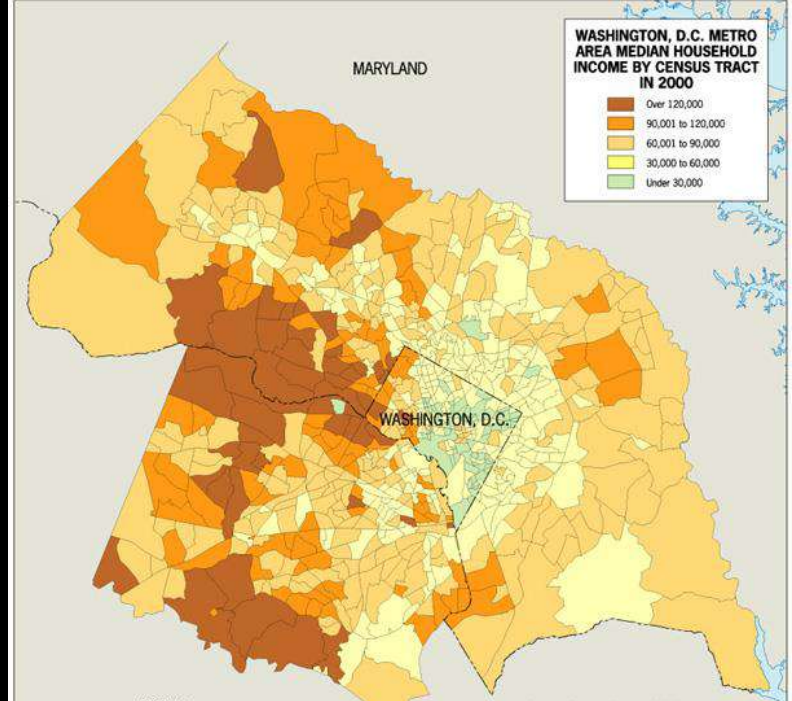 WASHINGTON, D.C. METRO
AREA MEDIAN HOUSEHOLD
INCOME BY CENSUS TRACT
IN 2000
Over 120,000
90,001 to 120,000
60,001 to 90,000
30,000 to 60,000
Under 30,000
MARYLAND
WASHINGTON, D.C.